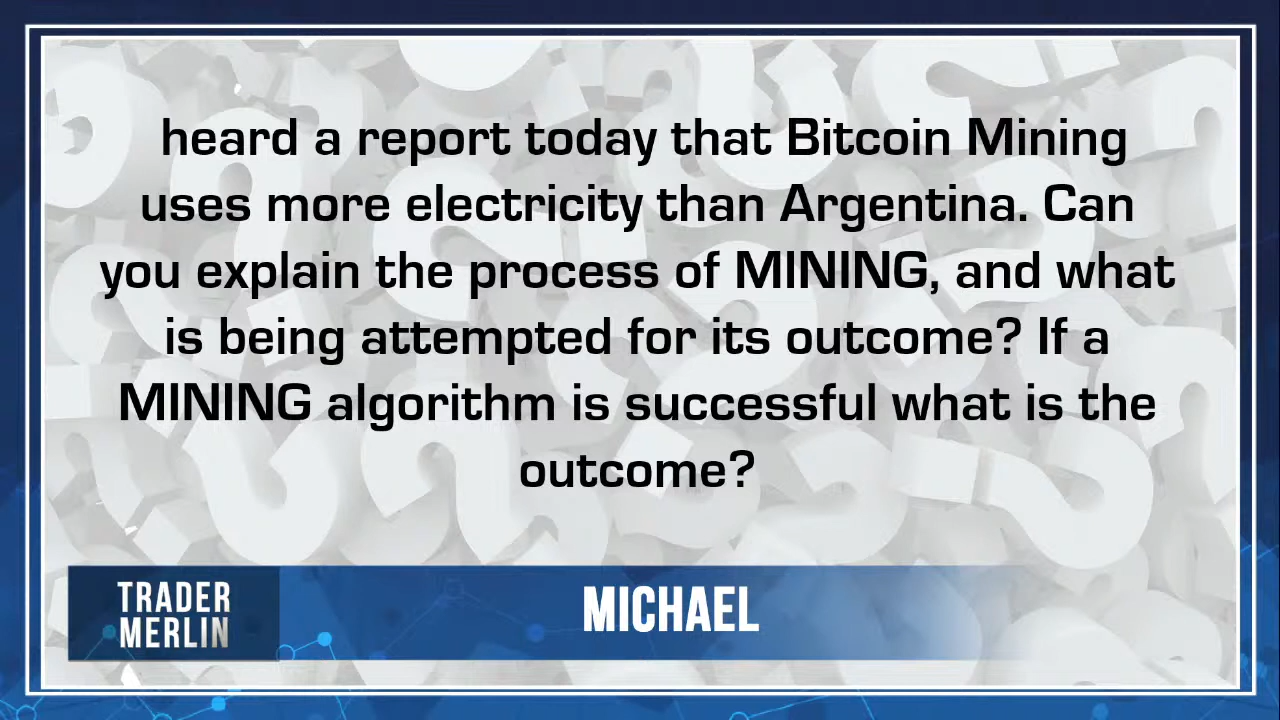 heard a report today that Bitcoin Mining
uses more electricity than Argentina. Can
you explain the process of MINING, and what
is being attempted for its outcome? If a
MINING algorithm is successful what is the
outcome?
TRADER
MERLIN
MICHAEL